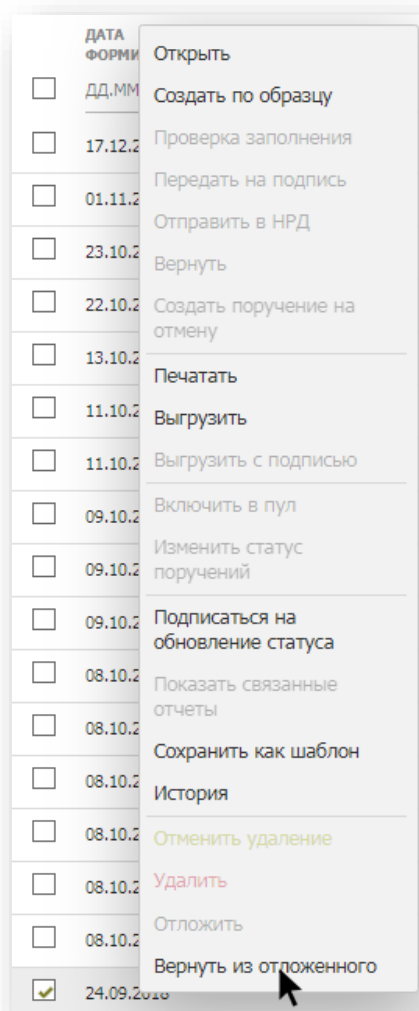 ДАТА
ФОРМИ
ДД.ММ
17.12.2
01.11.2
23.10.2
22.10.2
13.10.2
11.10.2
11.10.2
09.10.2
09.10.2
09.10.2
08.10.2
08.10.2
08.10.2
08.10.2
08.10.2
08.10.2
24.09.2018
Открыть
Создать по образцу
Проверка заполнения
Передать на подпись
Отправить в НРД
Вернуть
Создать поручение на
отмену
Печатать
Выгрузить
Выгрузить с подписью
Включить в пул
Изменить статус
поручений
Подписаться на
обновление статуса
Показать связанные
отчеты
Сохранить как шаблон
История
Отменить удаление
Удалить
Отложить
Вернуть из отложенного